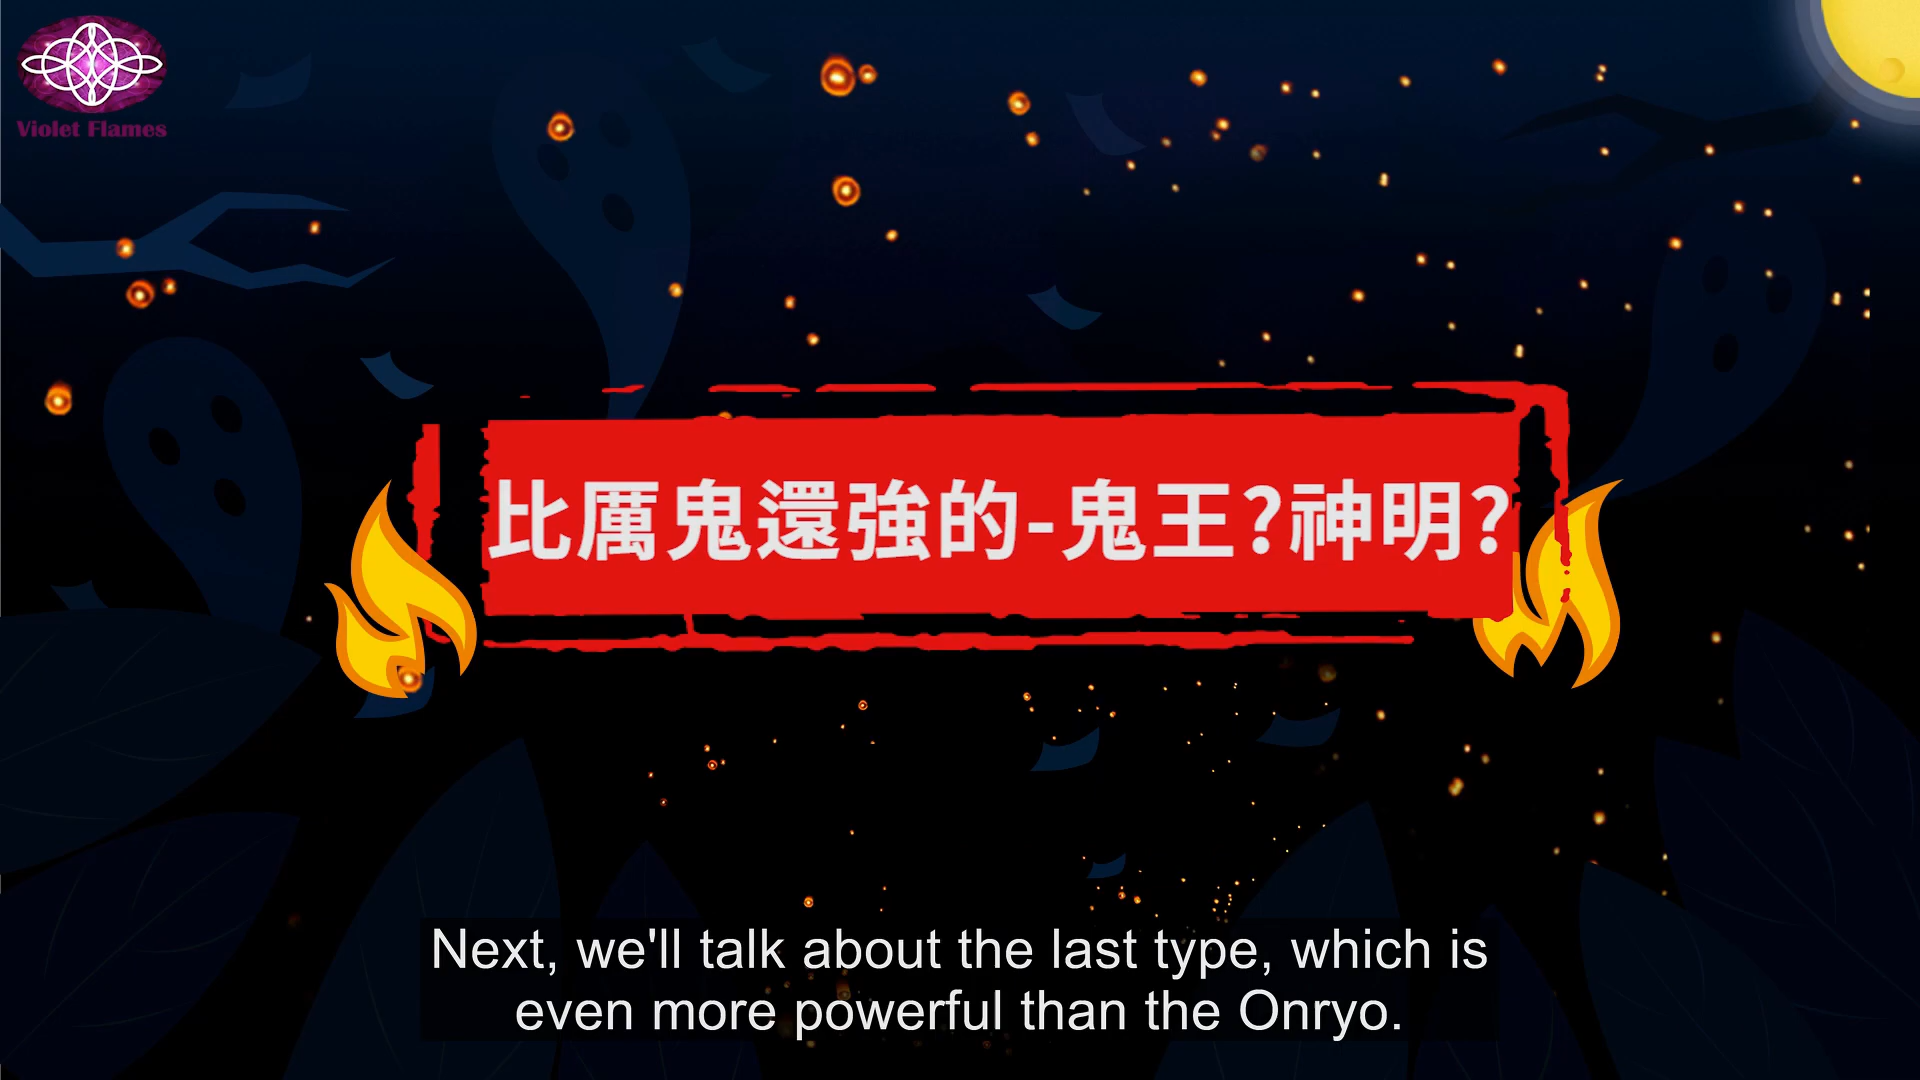 Violet Flames
比厲鬼還強的-鬼王?神明?
Next, we'll talk about the last type, which is
even more powerful than the Onryo.